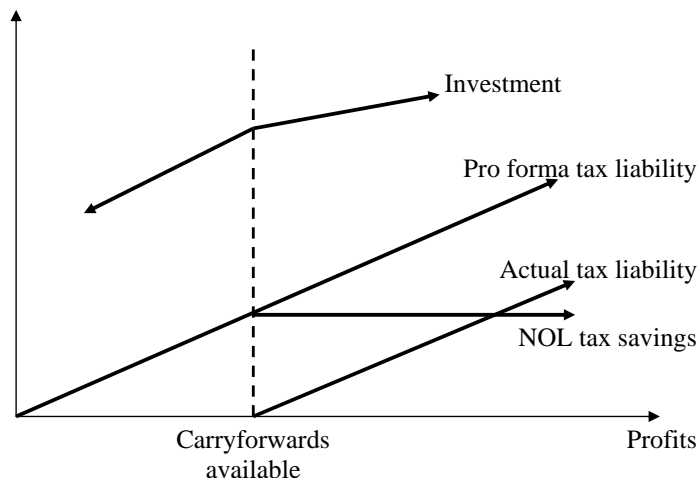 Investment
Pro forma tax liability
Actual tax liability
NOL tax savings
Carryforwards
available
Profits